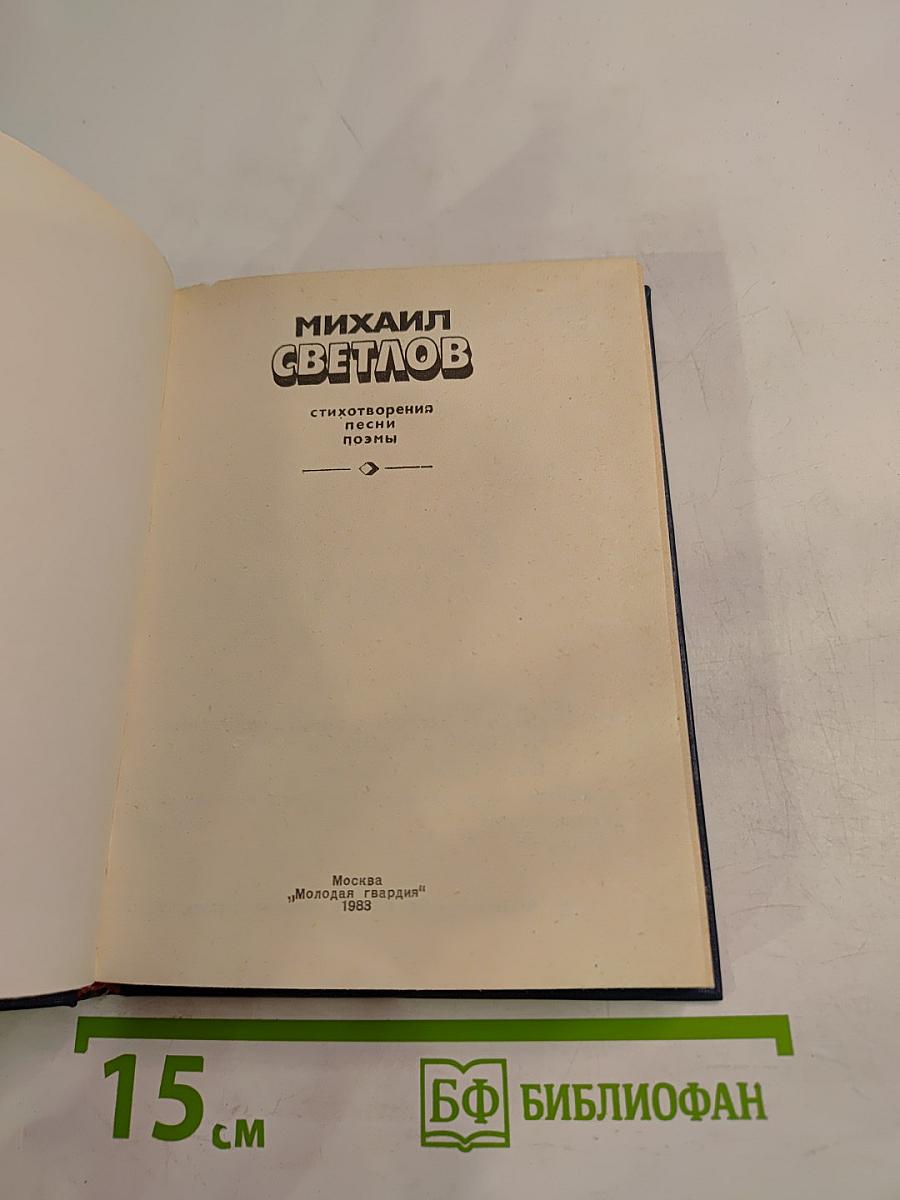 МИХАИЛ
СВЕТЛОВ
стихотворения
песни
поэмы
Москва
„Молодая гвардия“
1983
15 см
БФ БИБЛИОФАН